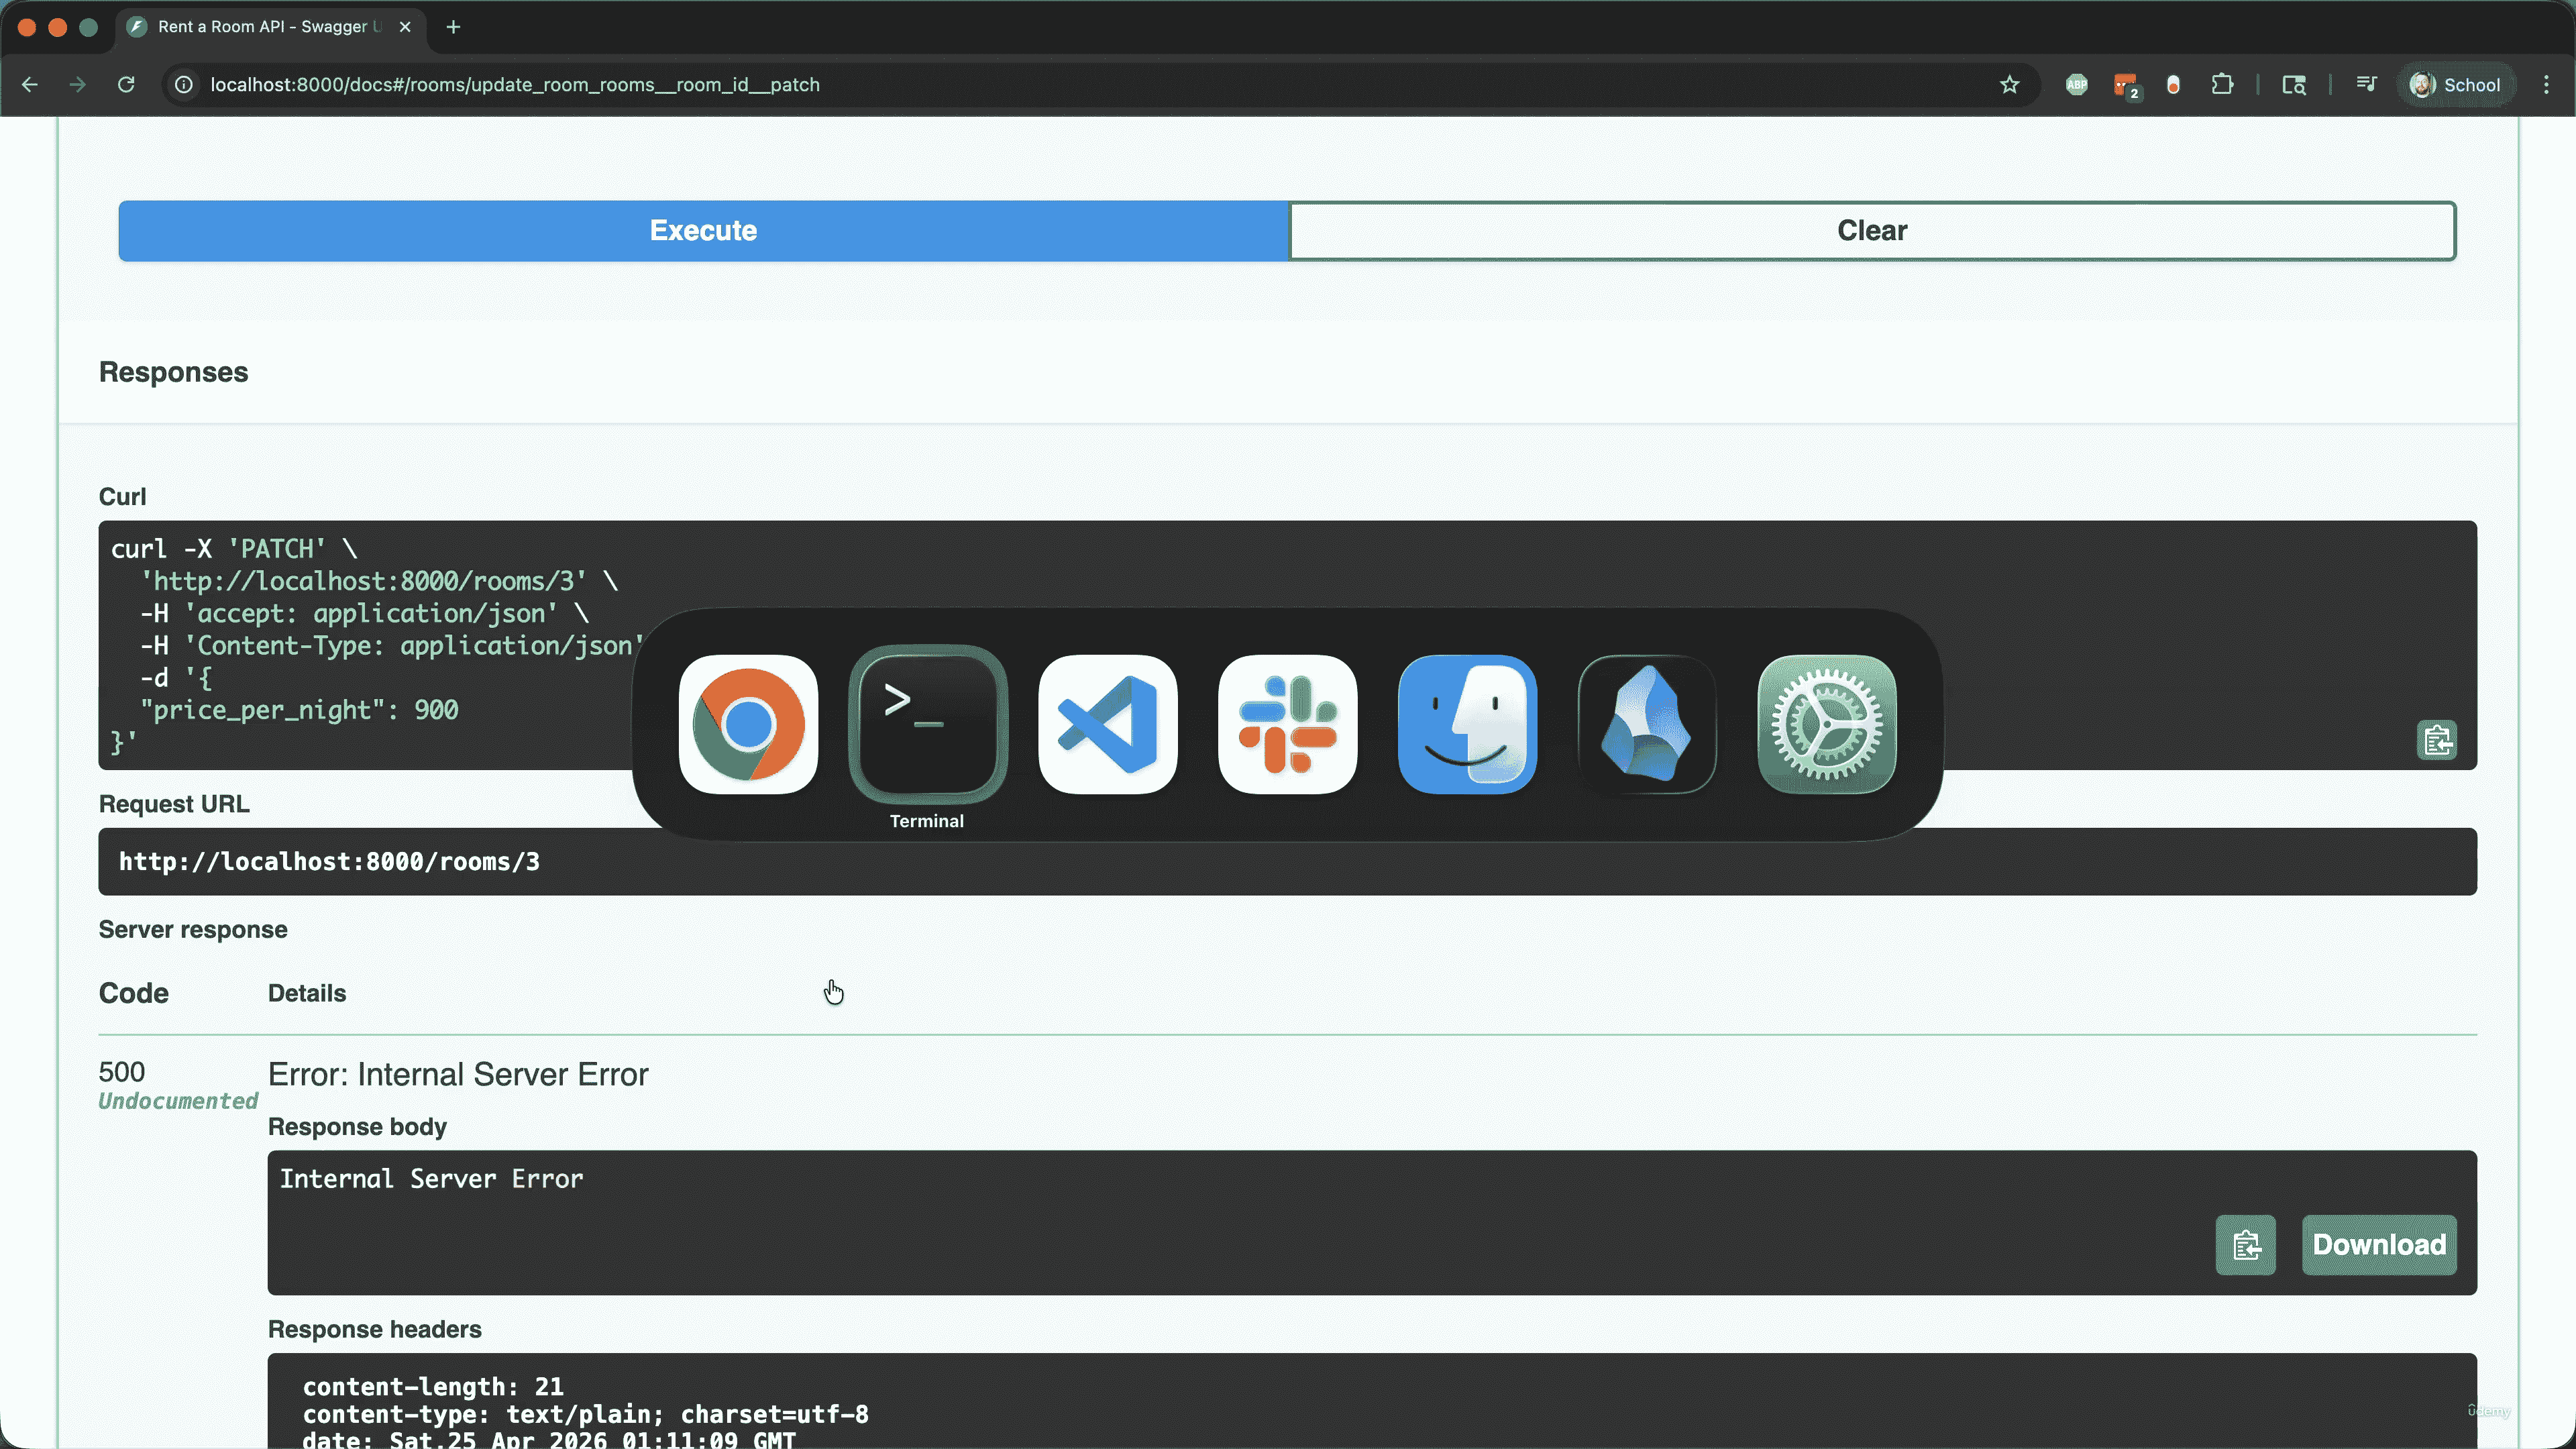 Rent a Room API - Swagger U
localhost:8000/docs#/rooms/update_room_rooms__room_id__patch
ABP
2
School
Execute
Clear
Responses
Curl
curl -X 'PATCH' \
'http://localhost:8000/rooms/3' \
-H 'accept: application/json' \
-H 'Content-Type: application/json'
-d '{
"price_per_night": 900
}'
Terminal
Request URL
http://localhost:8000/rooms/3
Server response
Code
Details
500
Undocumented
Error: Internal Server Error
Response body
Internal Server Error
Download
Response headers
content-length: 21
content-type: text/plain; charset=utf-8
date: Sat,25 Apr 2026 01:11:09 GMT
ûdemy